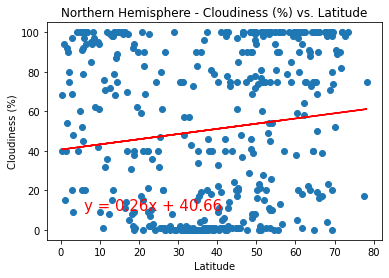 Northern Hemisphere - Cloudiness (%) vs. Latitude
100
80
60
40
20
0
Cloudiness (%)
y = 0.26x + 40.66
0 10 20 30 40 50 60 70 80
Latitude